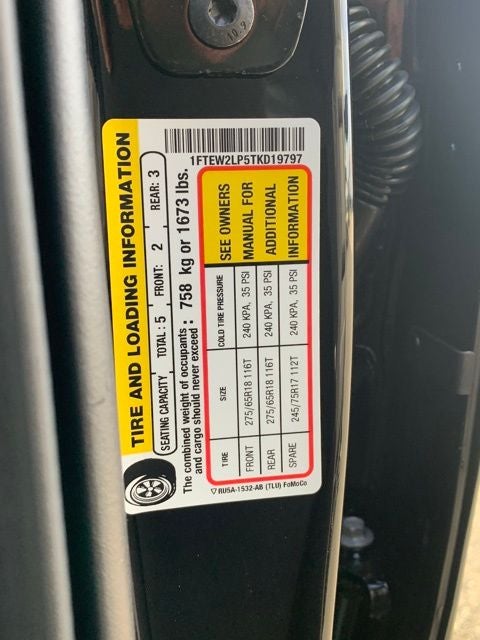 10.9
1FTEW2LP5TKD19797
TIRE AND LOADING INFORMATION
SEATING CAPACITY TOTAL: 5 FRONT: 2 REAR: 3
The combined weight of occupants and cargo should never exceed: 758 kg or 1673 lbs.
TIRE SIZE COLD TIRE PRESSURE SEE OWNERS
FRONT 275/65R18 116T 240 KPA, 35 PSI MANUAL FOR
REAR 275/65R18 116T 240 KPA, 35 PSI ADDITIONAL
SPARE 245/75R17 112T 240 KPA, 35 PSI INFORMATION
▽ RU5A-1532-AB (TLU) FoMoCo